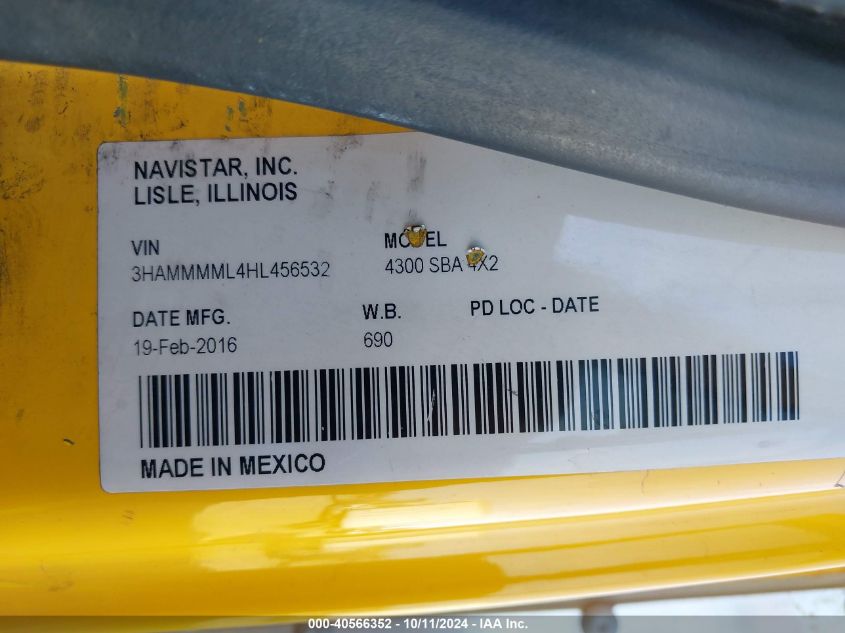 NAVISTAR, INC.
LISLE, ILLINOIS
VIN MODEL
3HAMMMML4HL456532 4300 SBA 4X2
DATE MFG. W.B. PD LOC - DATE
19-Feb-2016 690
MADE IN MEXICO
000-40566352 - 10/11/2024 - IAA Inc.